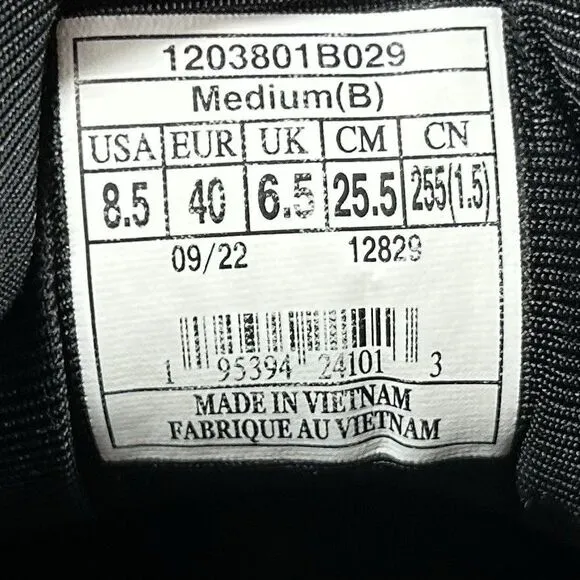 1203801B029
Medium(B)
USA EUR UK CM CN
8.5 40 6.5 25.5 255(1.5)
09/22 12829
1 95394 24101 3
MADE IN VIETNAM
FABRIQUE AU VIETNAM